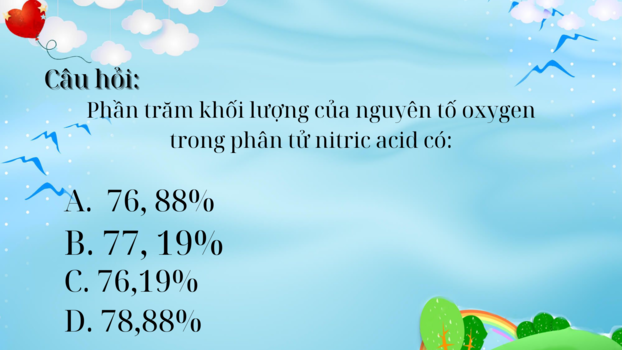 Câu hỏi:
Phần trăm khối lượng của nguyên tố oxygen
trong phân tử nitric acid có:
A. 76, 88%
B. 77, 19%
C. 76,19%
D. 78,88%